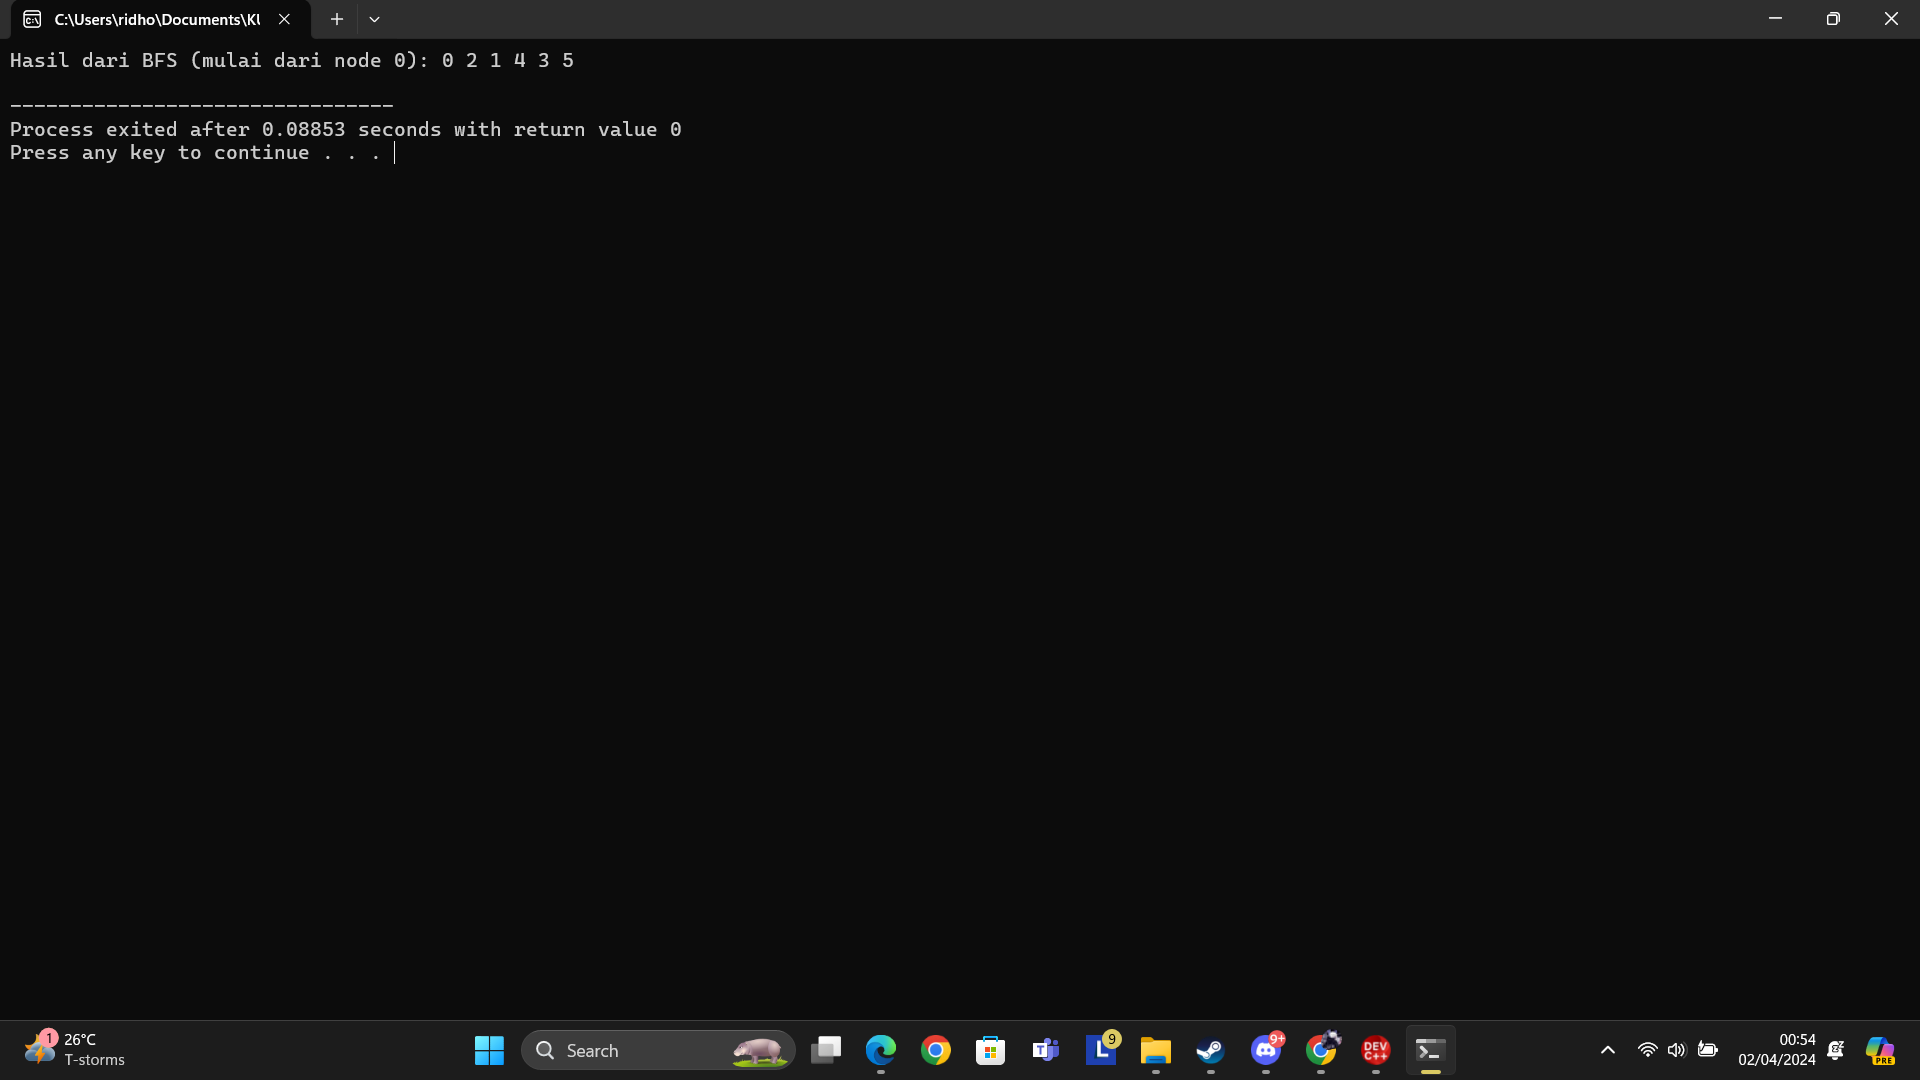 C:\Users\ridho\Documents\KU
Hasil dari BFS (mulai dari node 0): 0 2 1 4 3 5
--------------------------------
Process exited after 0.08853 seconds with return value 0
Press any key to continue . . .
1
26°C
T-storms
Search
9
9+
DEV
C++
00:54
02/04/2024
PRE